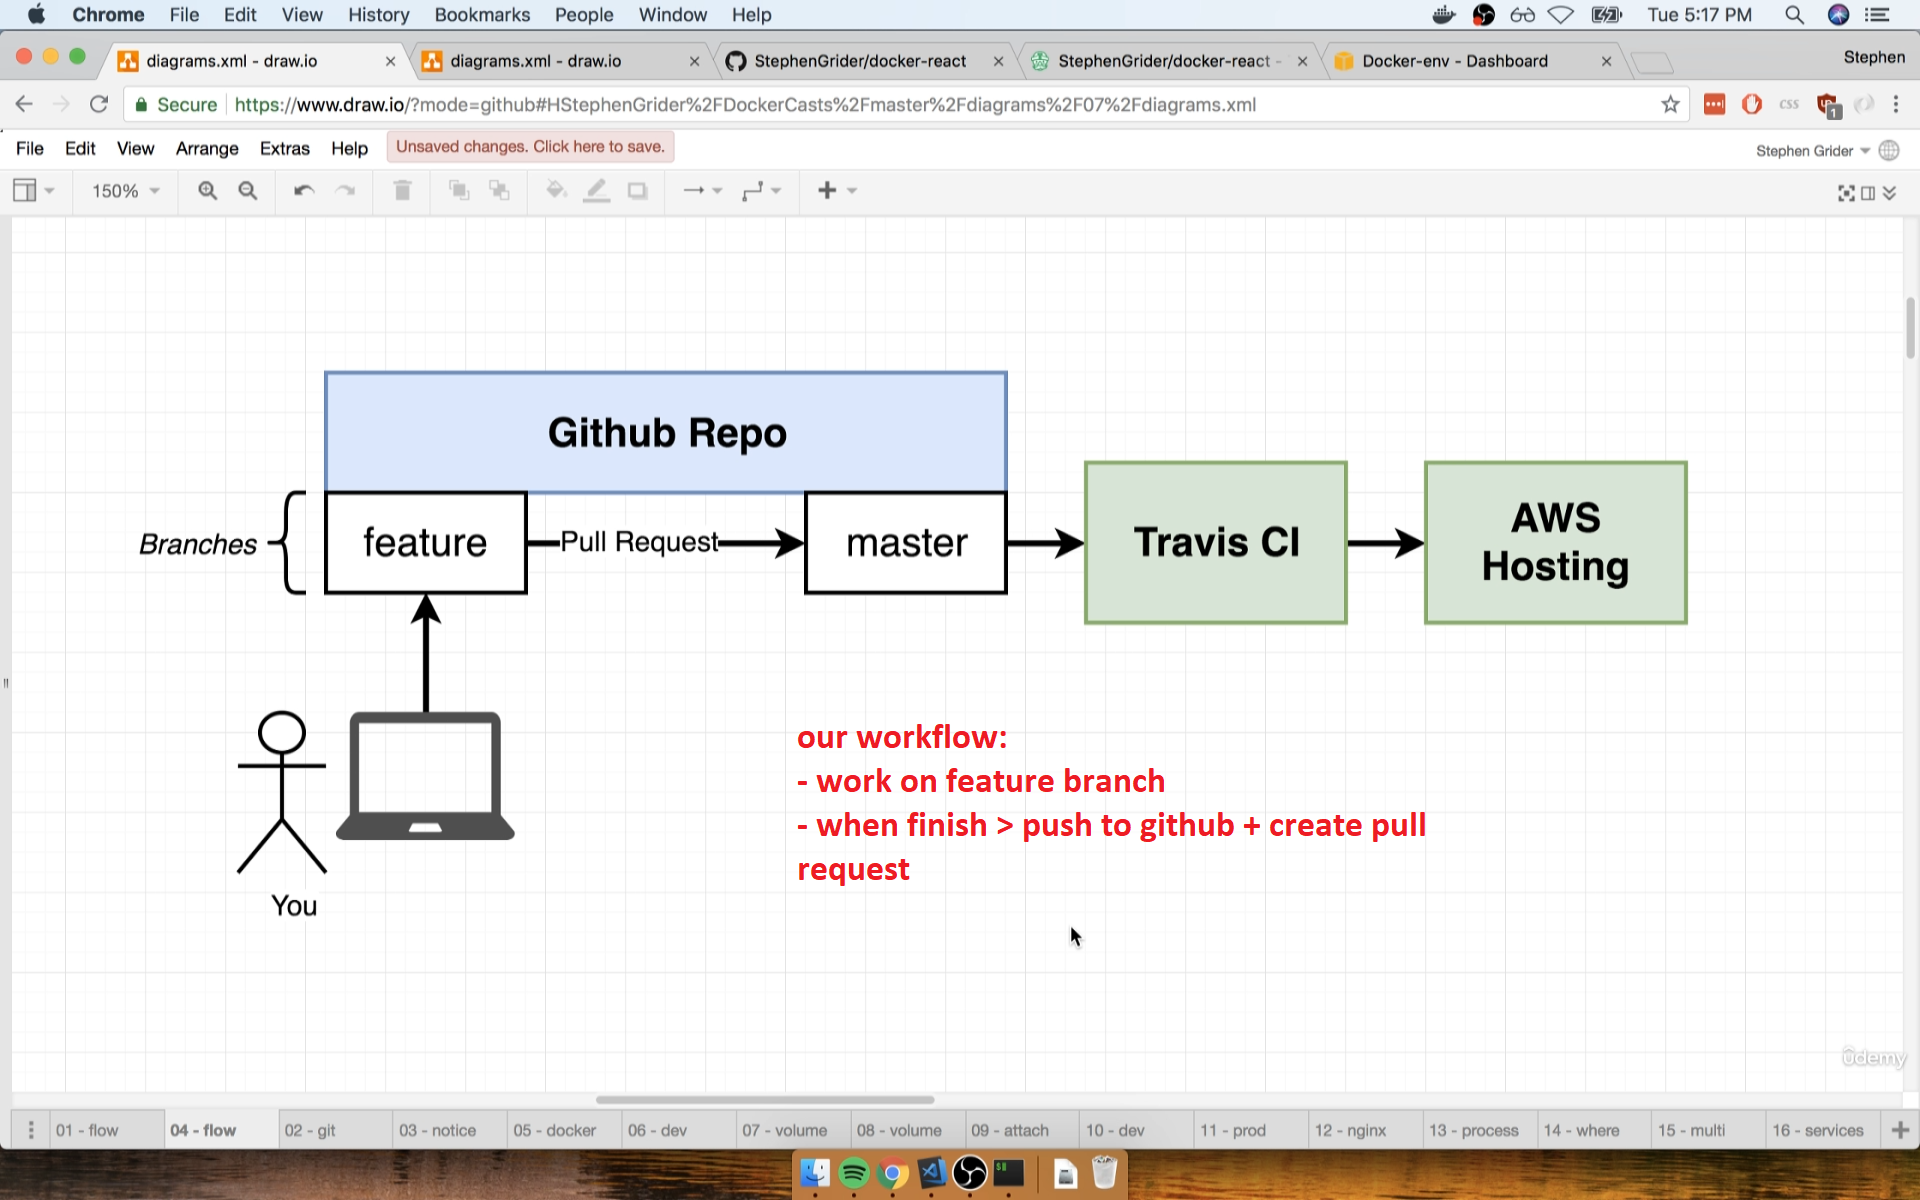 Chrome File Edit View History Bookmarks People Window Help Tue 5:17 PM
diagrams.xml - draw.io diagrams.xml - draw.io StephenGrider/docker-react StephenGrider/docker-react - Docker-env - Dashboard Stephen
Secure https://www.draw.io/?mode=github#HStephenGrider%2FDockerCasts%2Fmaster%2Fdiagrams%2F07%2Fdiagrams.xml css 1
File Edit View Arrange Extras Help Unsaved changes. Click here to save. Stephen Grider
150%
Github Repo
Branches feature Pull Request master Travis CI AWS
Hosting
our workflow:
- work on feature branch
- when finish > push to github + create pull
request
You
ûdemy
01 - flow 04 - flow 02 - git 03 - notice 05 - docker 06 - dev 07 - volume 08 - volume 09 - attach 10 - dev 11 - prod 12 - nginx 13 - process 14 - where 15 - multi 16 - services